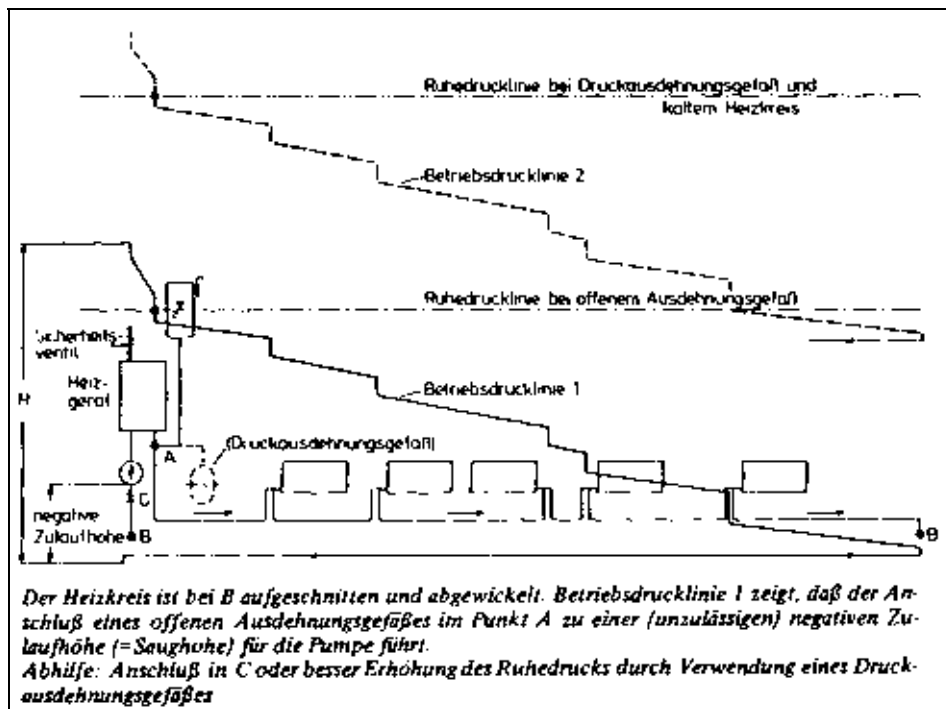 Ruhedrucklinie bei Druckausdehnungsgefäß und
kaltem Heizkreis
Betriebsdrucklinie 2
Ruhedrucklinie bei offenem Ausdehnungsgefäß
Sicherheits-
ventil
Heiz-
gerät
H
Betriebsdrucklinie 1
(Druckausdehnungsgefäß)
A
C
negative
Zulaufhöhe
B
B
Der Heizkreis ist bei B aufgeschnitten und abgewickelt. Betriebsdrucklinie 1 zeigt, daß der An-
schluß eines offenen Ausdehnungsgefäßes im Punkt A zu einer (unzulässigen) negativen Zu-
laufhöhe (=Saughohe) für die Pumpe führt.
Abhilfe: Anschluß in C oder besser Erhöhung des Ruhedrucks durch Verwendung eines Druck-
ausdehnungsgefäßes